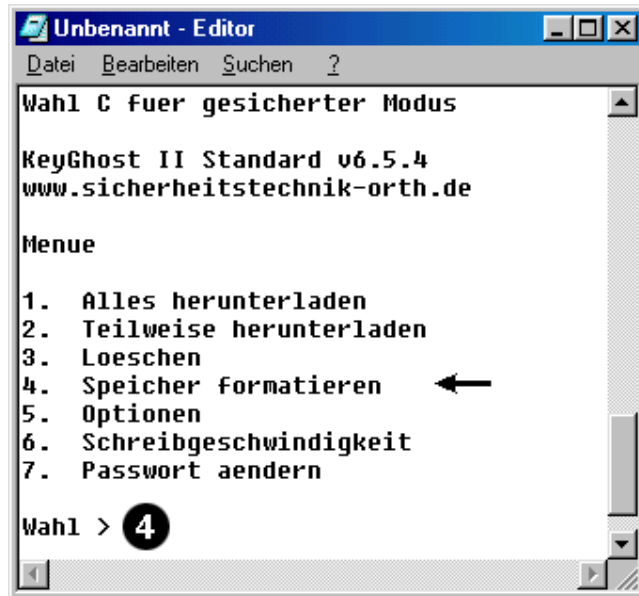 Unbenannt - Editor
Datei Bearbeiten Suchen ?
Wahl C fuer gesicherter Modus
KeyGhost II Standard v6.5.4
www.sicherheitstechnik-orth.de
Menue
1. Alles herunterladen
2. Teilweise herunterladen
3. Loeschen
4. Speicher formatieren
5. Optionen
6. Schreibgeschwindigkeit
7. Passwort aendern
Wahl > 4